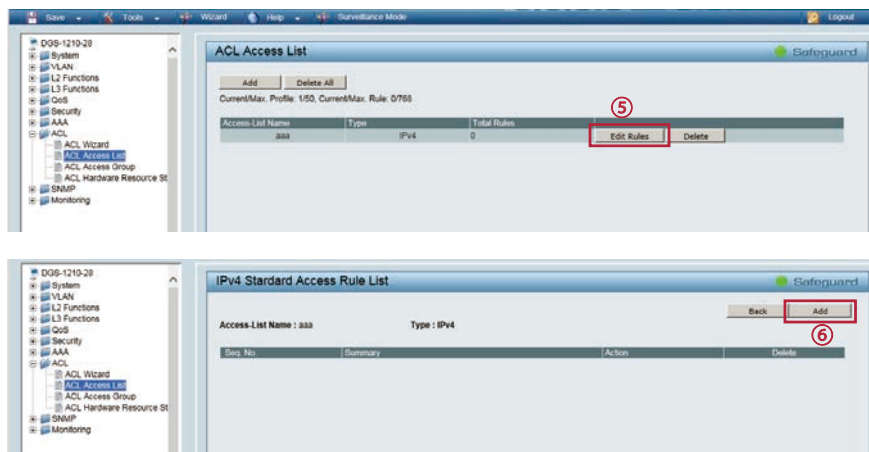 Save Tools Wizard Help Surveillance Mode Logout
DGS-1210-28
System
VLAN
L2 Functions
L3 Functions
QoS
Security
AAA
ACL
ACL Wizard
ACL Access List
ACL Access Group
ACL Hardware Resource St
SNMP
Monitoring
ACL Access List
Safeguard
Add Delete All
Current/Max. Profile: 1/50, Current/Max. Rule: 0/768
⑤
Access-List Name Type Total Rules
aaa IPv4 0 Edit Rules Delete
DGS-1210-28
System
VLAN
L2 Functions
L3 Functions
QoS
Security
AAA
ACL
ACL Wizard
ACL Access List
ACL Access Group
ACL Hardware Resource St
SNMP
Monitoring
IPv4 Stardard Access Rule List
Safeguard
Back Add
Access-List Name : aaa Type : IPv4
⑥
Seq. No. Summary Action Delete